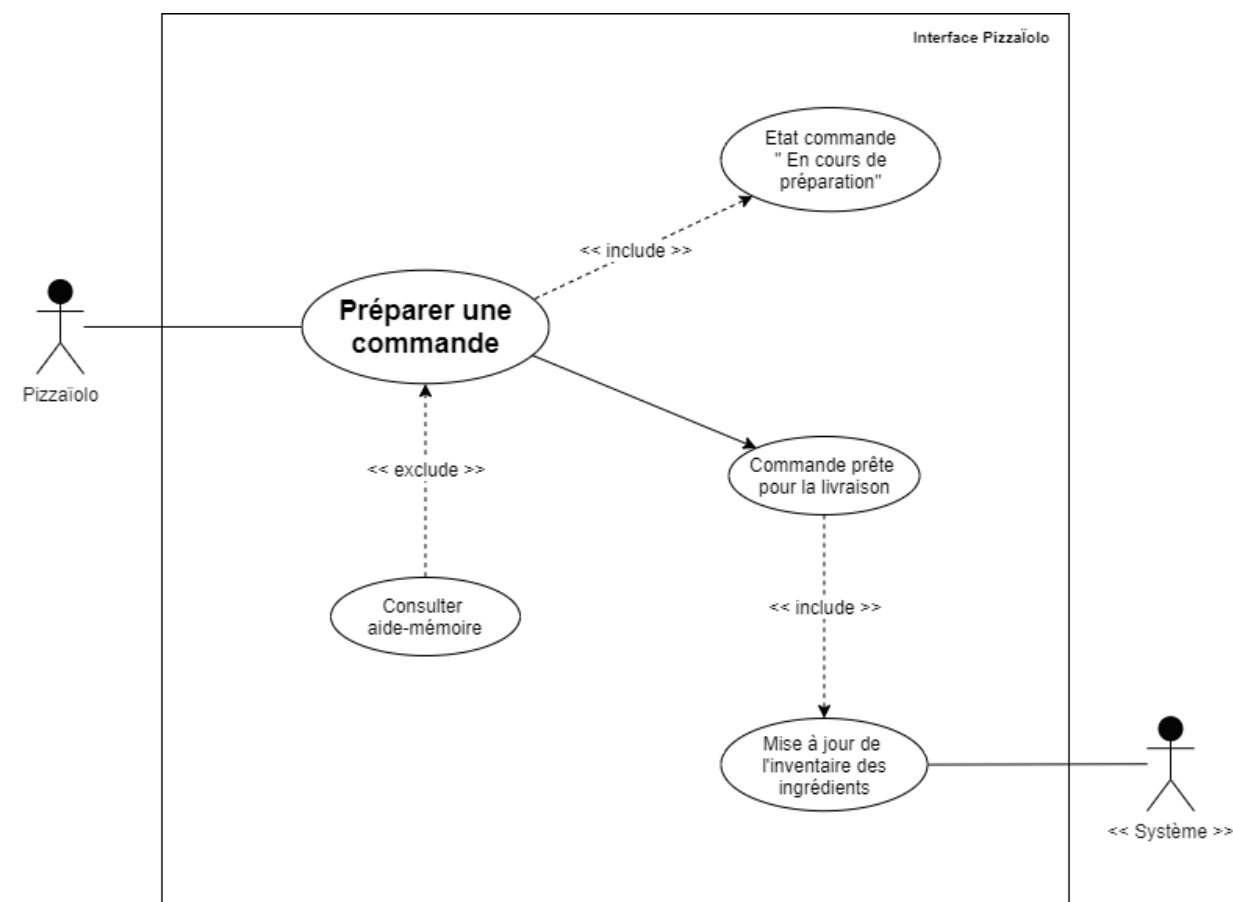 Interface PizzaÏolo
Etat commande
" En cours de
préparation"
<< include >>
Préparer une
commande
Pizzaïolo
Commande prête
pour la livraison
<< exclude >>
Consulter
aide-mémoire
<< include >>
Mise à jour de
l'inventaire des
ingrédients
<< Système >>